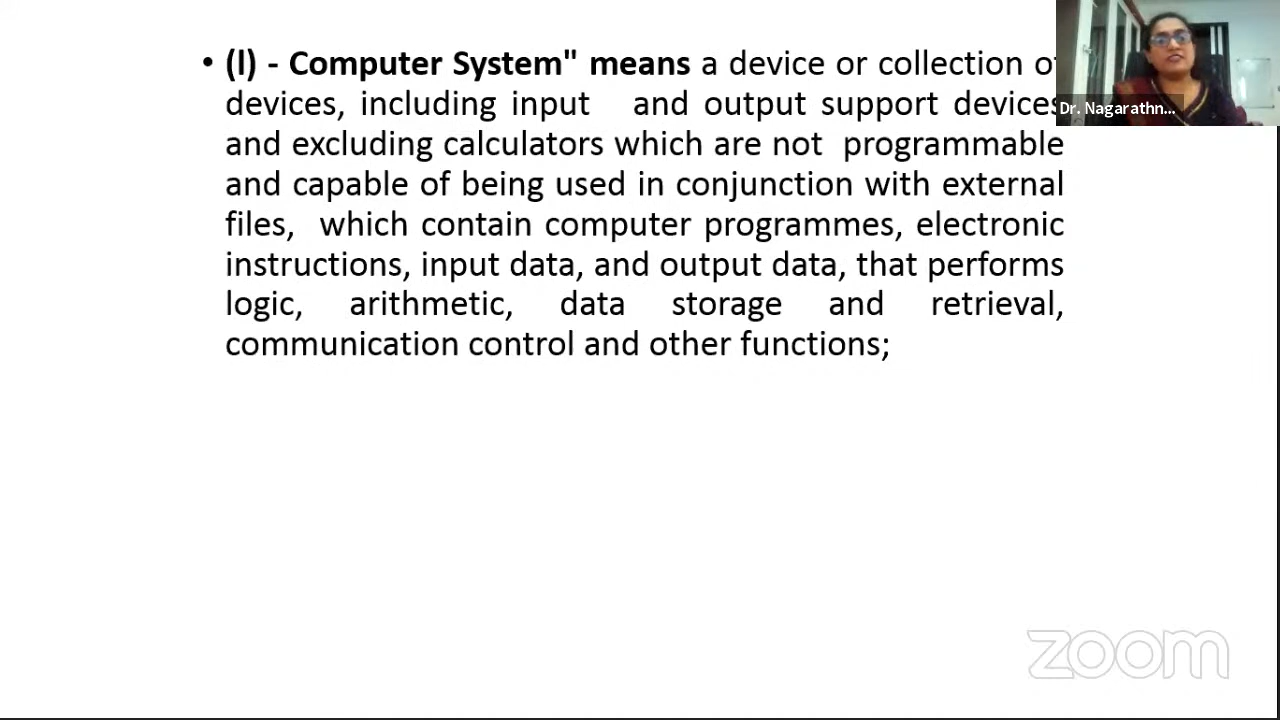 • (l) - Computer System" means a device or collection of
devices, including input and output support devices
and excluding calculators which are not programmable
and capable of being used in conjunction with external
files, which contain computer programmes, electronic
instructions, input data, and output data, that performs
logic, arithmetic, data storage and retrieval,
communication control and other functions;
Dr. Nagarathn...
zoom